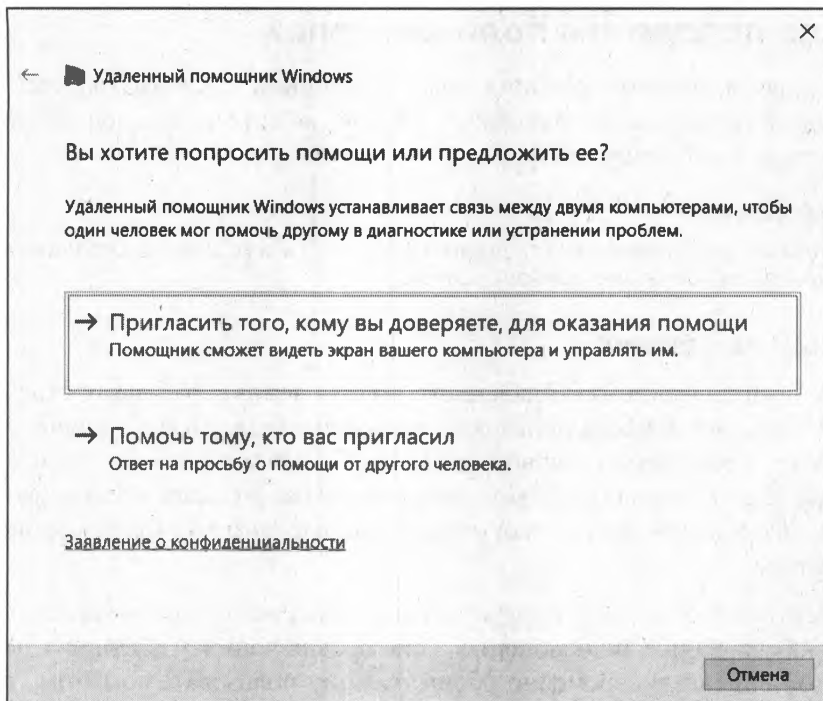 Удаленный помощник Windows
Вы хотите попросить помощи или предложить ее?
Удаленный помощник Windows устанавливает связь между двумя компьютерами, чтобы
один человек мог помочь другому в диагностике или устранении проблем.
→ Пригласить того, кому вы доверяете, для оказания помощи
Помощник сможет видеть экран вашего компьютера и управлять им.
→ Помочь тому, кто вас пригласил
Ответ на просьбу о помощи от другого человека.
Заявление о конфиденциальности
Отмена